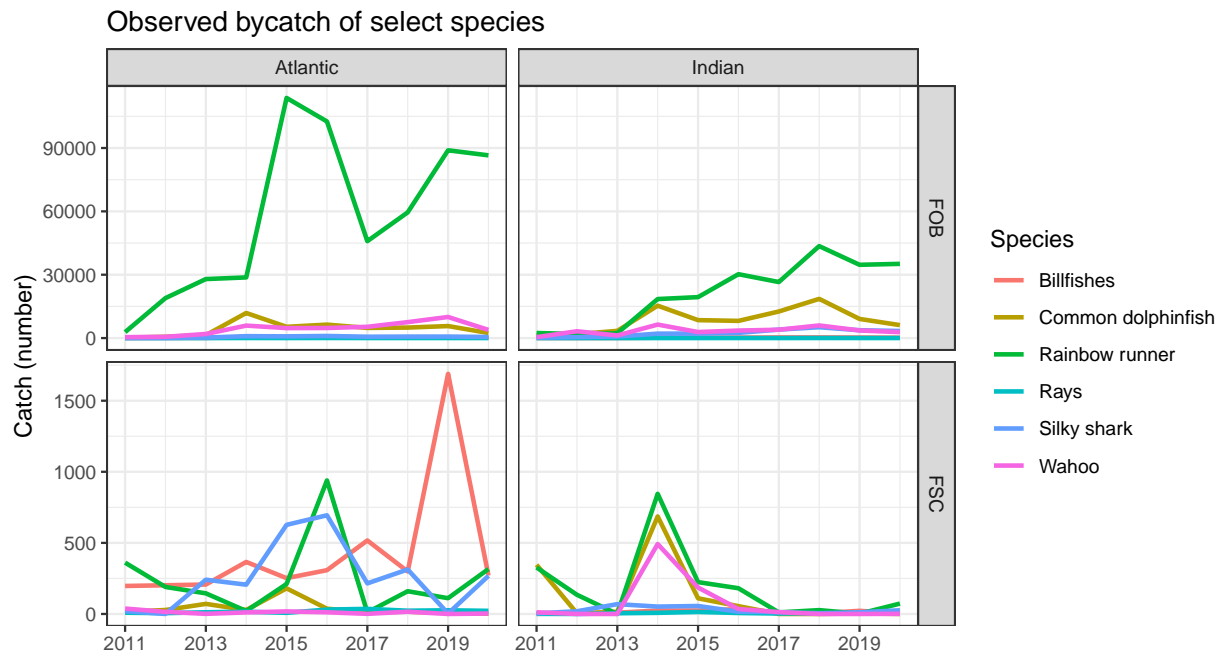 Observed bycatch of select species
Atlantic
Indian
90000
60000
30000
0
FOB
1500
1000
500
0
FSC
Catch (number)
2011
2013
2015
2017
2019
2011
2013
2015
2017
2019
Species
Billfishes
Common dolphinfish
Rainbow runner
Rays
Silky shark
Wahoo